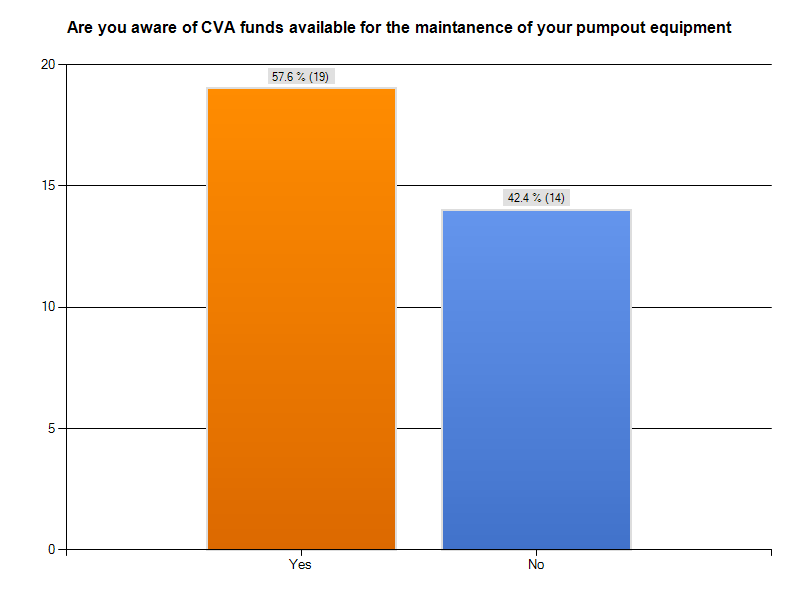 Are you aware of CVA funds available for the maintanence of your pumpout equipment
20
57.6 % (19)
15
42.4 % (14)
10
5
0
Yes
No